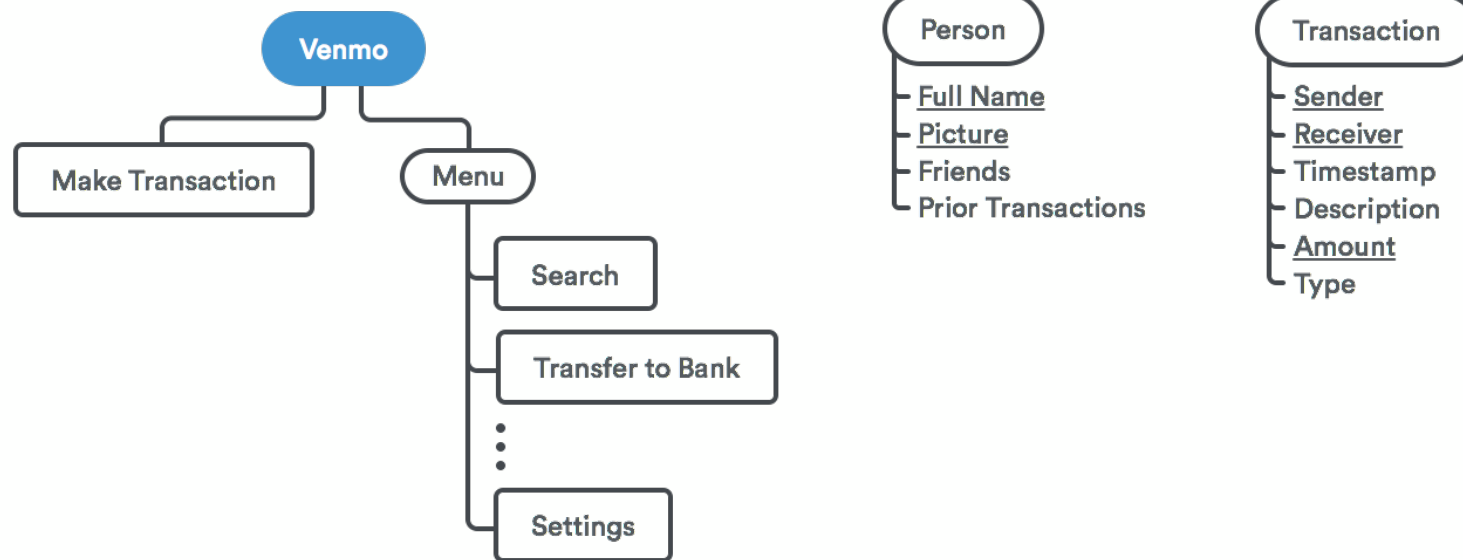 Venmo
Make Transaction
Menu
Search
Transfer to Bank
Settings
Person
Full Name
Picture
Friends
Prior Transactions
Transaction
Sender
Receiver
Timestamp
Description
Amount
Type